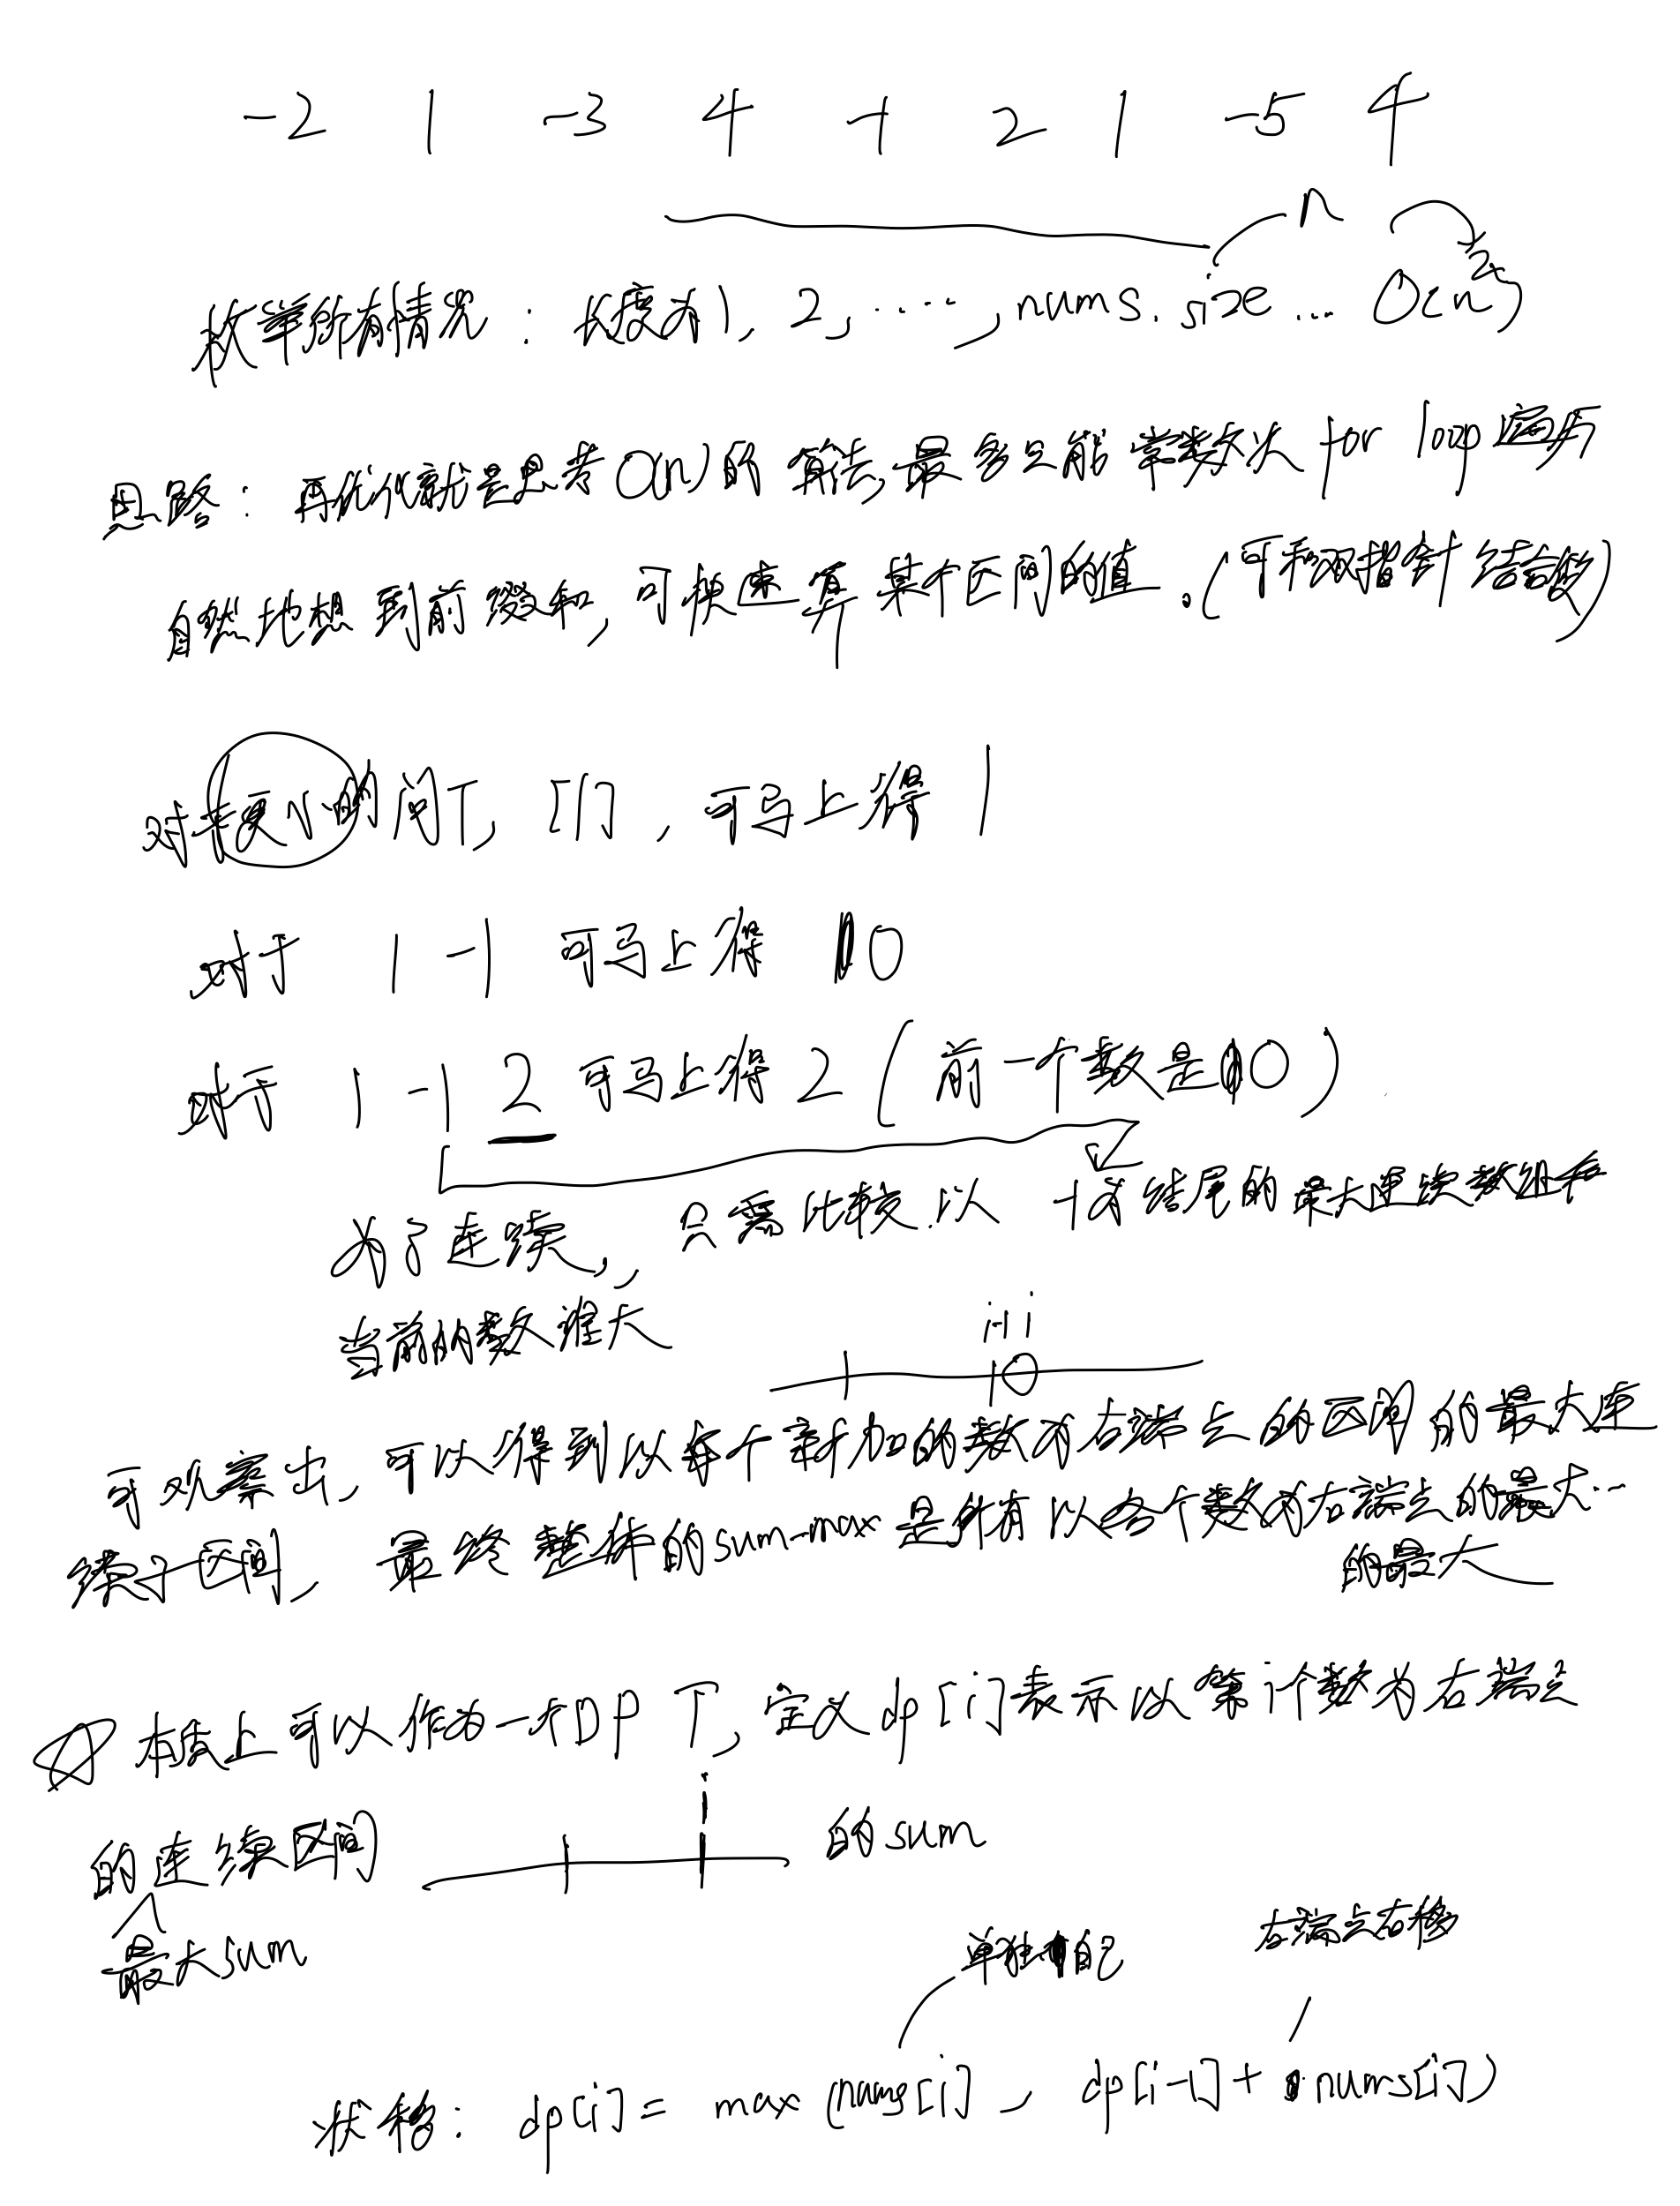 -2 1 -3 4 -1 2 1 -5 4
n
枚举所有情况：长度为1, 2, ……, nums.size … O(n²)
思路：再优化就是思考O(n)的算法,最多只能常数次 for loop遍历
自然地想到前缀和,可快速算某个区间的值。(可和双指针结合做)
对长度小的问T, [1], 可马上得 1
对于 1 -1 可马上得 0
对于 1 -1 2 可马上得 2 (前一个数是0)
为了连续, 只需比较以 结尾的最大连续数组和
当前的数谁大
i-1 i
可观察出,可以得到以每个新加的数为右端点的区间的最大连
续子区间, 最终整体的sum-max是所有以各个数为右端点的最大…
的最大
本质上可以作为一个DP T, 定义dp[i]表示以第i个数为右端点
i
的连续区间 的sum
最大sum
单独自己 右端点右移
状移: dp[i] = max (nums[i], dp[i-1]+nums[i])